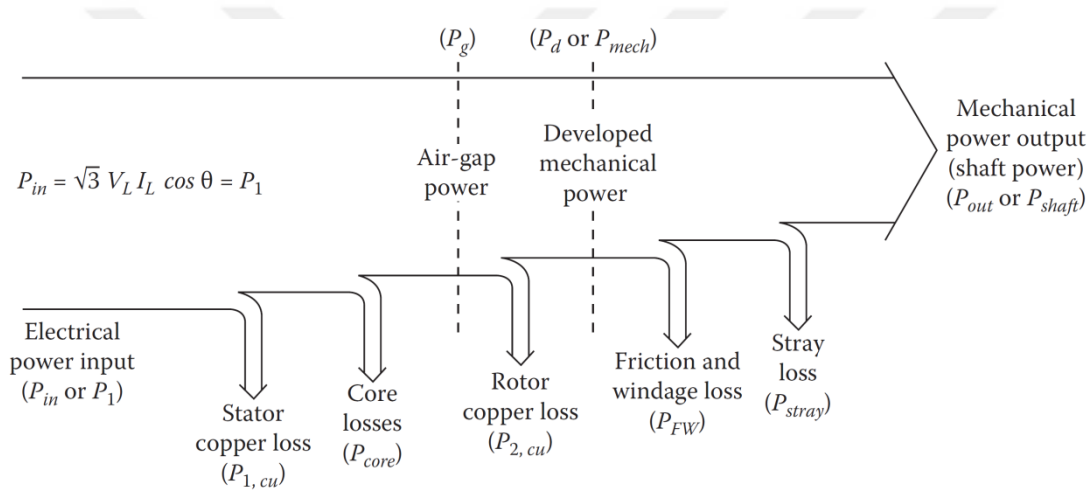 (P_g)
(P_d or P_mech)
Air-gap
power
Developed
mechanical
power
P_in = √3 V_L I_L cos θ = P_1
Mechanical
power output
(shaft power)
(P_out or P_shaft)
Electrical
power input
(P_in or P_1)
Stator
copper loss
(P_1, cu)
Core
losses
(P_core)
Rotor
copper loss
(P_2, cu)
Friction and
windage loss
(P_FW)
Stray
loss
(P_stray)